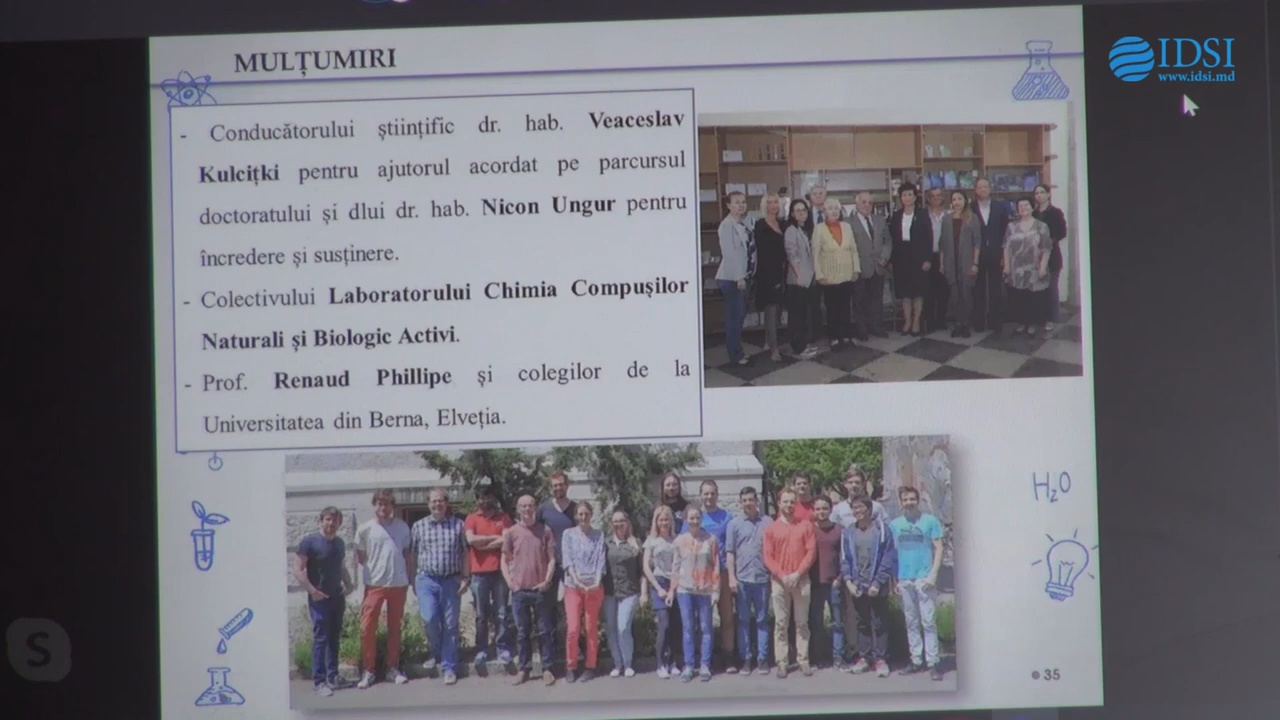 MULȚUMIRI
IDSI
www.idsi.md
- Conducătorului științific dr. hab. Veaceslav
Kulcițki pentru ajutorul acordat pe parcursul
doctoratului și dlui dr. hab. Nicon Ungur pentru
încredere și susținere.
- Colectivului Laboratorului Chimia Compușilor
Naturali și Biologic Activi.
- Prof. Renaud Phillipe și colegilor de la
Universitatea din Berna, Elveția.
H2O
S
35